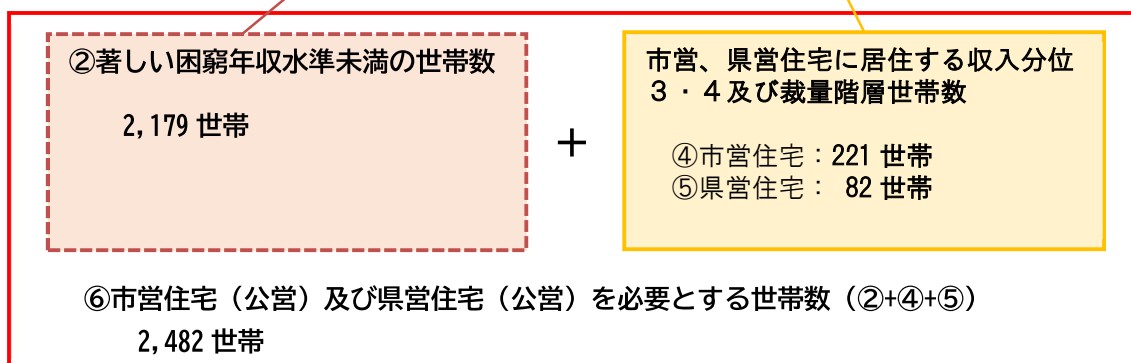 ②著しい困窮年収水準未満の世帯数
2,179 世帯
＋
市営、県営住宅に居住する収入分位
３・４及び裁量階層世帯数
④市営住宅：221 世帯
⑤県営住宅： 82 世帯
⑥市営住宅（公営）及び県営住宅（公営）を必要とする世帯数（②+④+⑤）
2,482 世帯